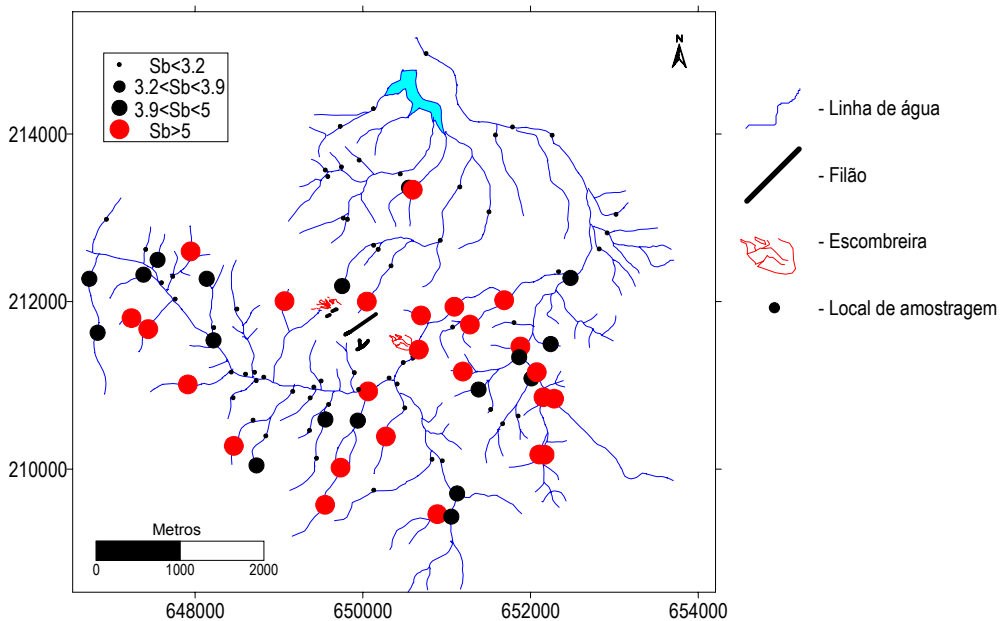 N
Sb<3.2
3.2<Sb<3.9
3.9<Sb<5
Sb>5
214000
212000
210000
Metros
0 1000 2000
648000 650000 652000 654000
- Linha de água
- Filão
- Escombreira
- Local de amostragem